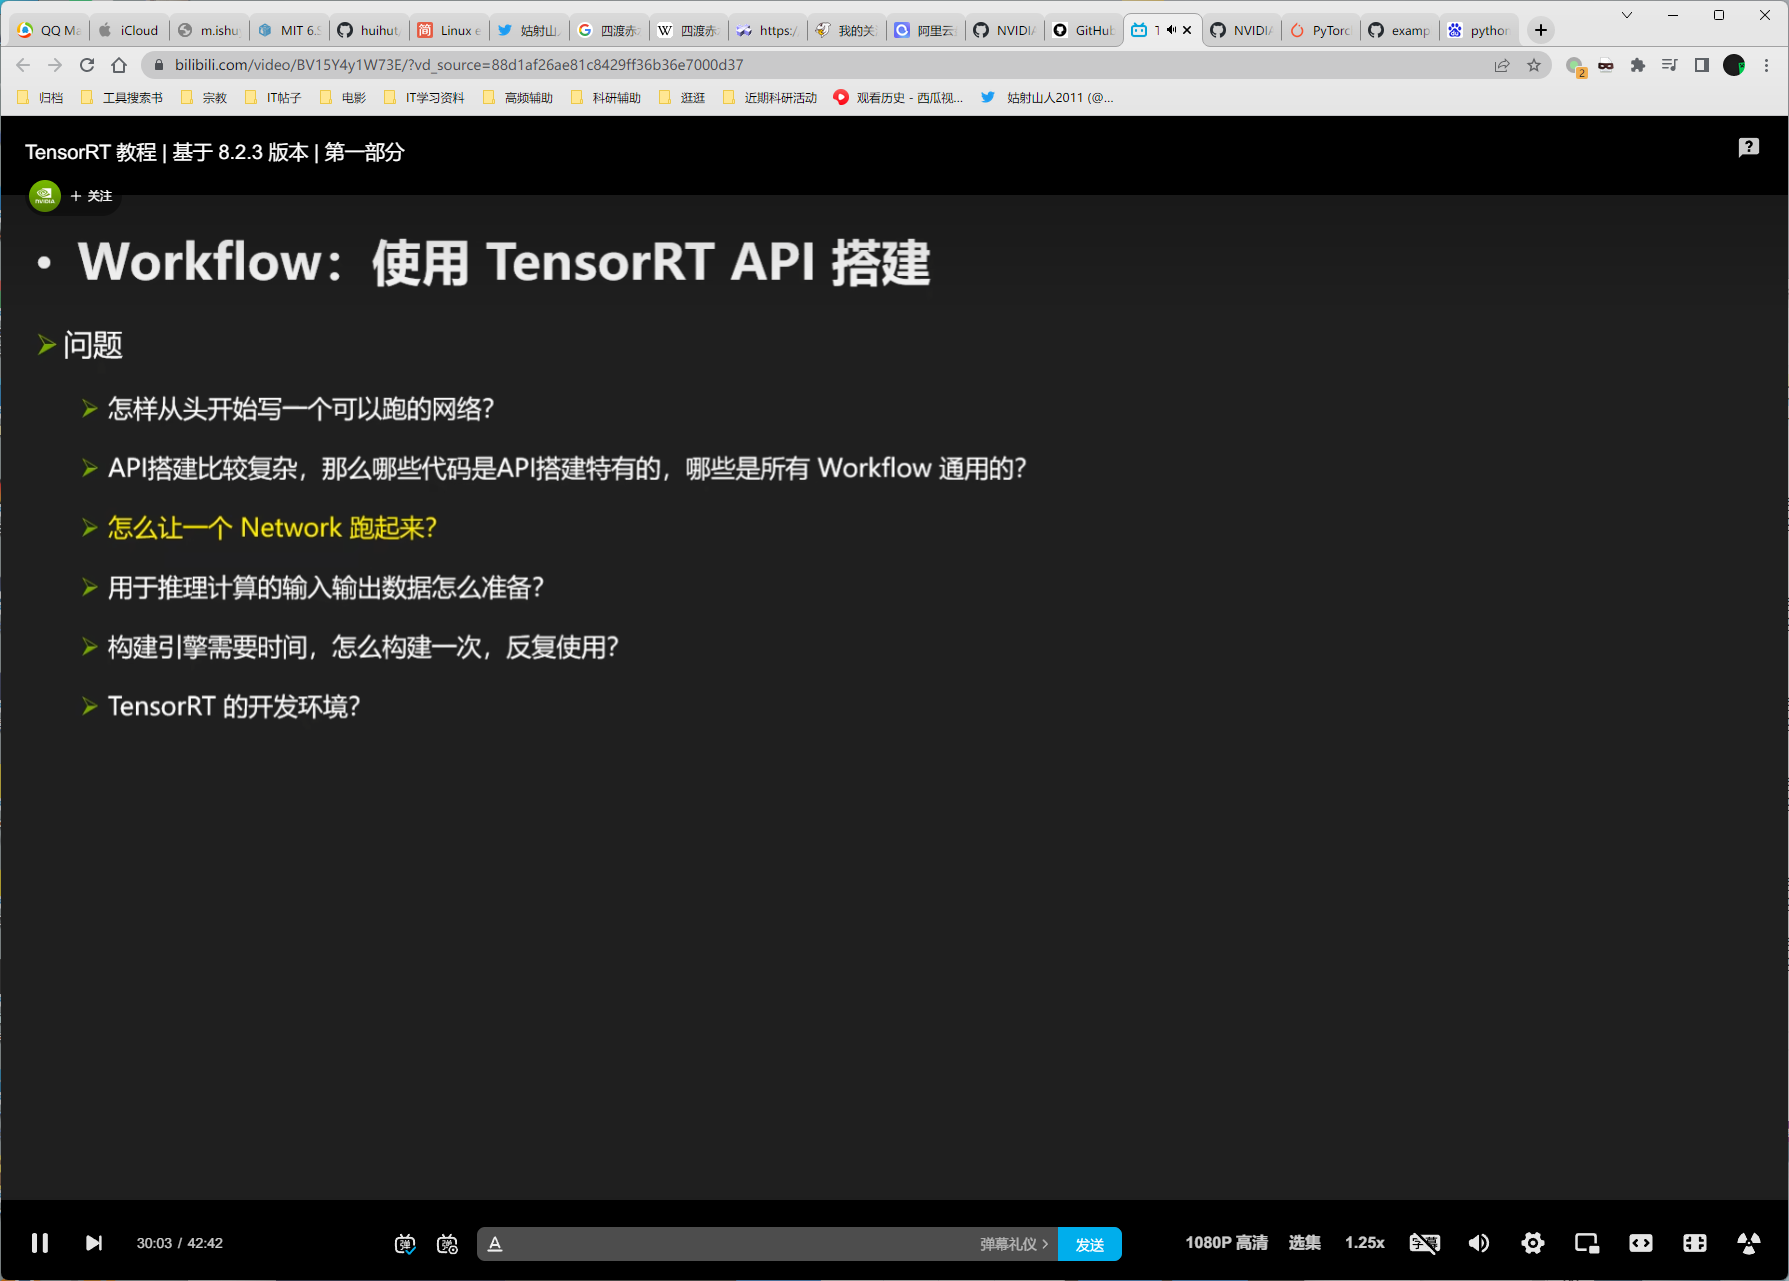 QQ Ma
iCloud
m.ishu
MIT 6.S
huihut
Linux e
姑射山
四渡赤
四渡赤
https:/
我的关
阿里云
NVIDIA
GitHub
T
NVIDIA
PyTorc
examp
python
bilibili.com/video/BV15Y4y1W73E/?vd_source=88d1af26ae81c8429ff36b36e7000d37
2
归档 工具搜索书 宗教 IT帖子 电影 IT学习资料 高频辅助 科研辅助 逛逛 近期科研活动 观看历史 - 西瓜视... 姑射山人2011 (@...
TensorRT 教程 | 基于 8.2.3 版本 | 第一部分
NVIDIA + 关注
• Workflow：使用 TensorRT API 搭建
问题
怎样从头开始写一个可以跑的网络？
API搭建比较复杂，那么哪些代码是API搭建特有的，哪些是所有 Workflow 通用的？
怎么让一个 Network 跑起来？
用于推理计算的输入输出数据怎么准备？
构建引擎需要时间，怎么构建一次，反复使用？
TensorRT 的开发环境？
30:03 / 42:42
弹幕礼仪 >
发送
1080P 高清
选集
1.25x
字幕